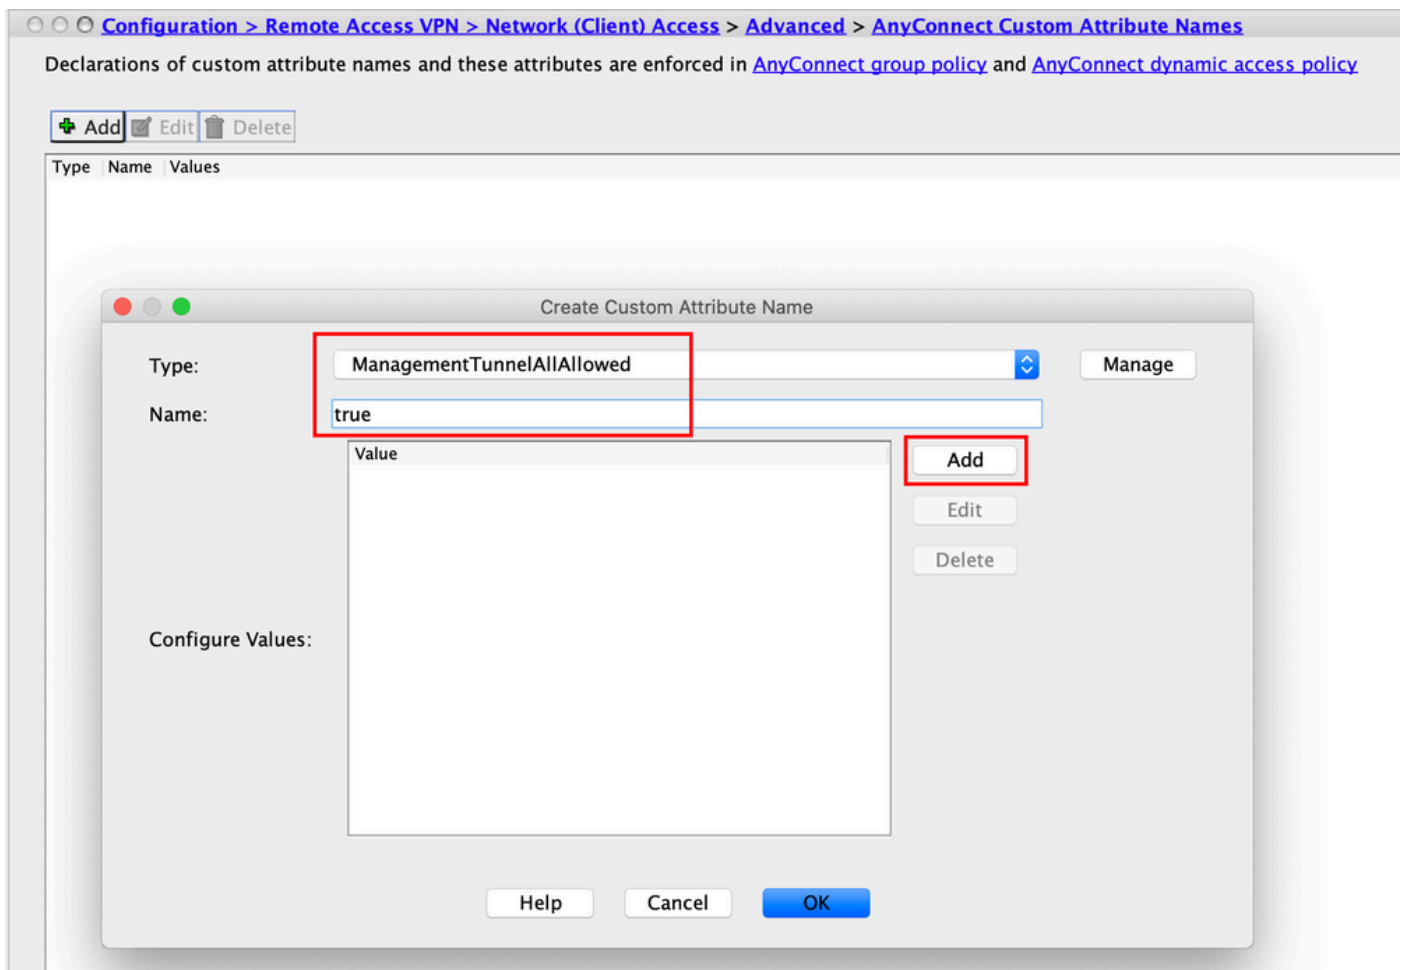 Configuration > Remote Access VPN > Network (Client) Access > Advanced > AnyConnect Custom Attribute Names
Declarations of custom attribute names and these attributes are enforced in AnyConnect group policy and AnyConnect dynamic access policy
Add Edit Delete
Type Name Values
Create Custom Attribute Name
Type: ManagementTunnelAllAllowed Manage
Name: true
Value
Add
Edit
Delete
Configure Values:
Help Cancel OK